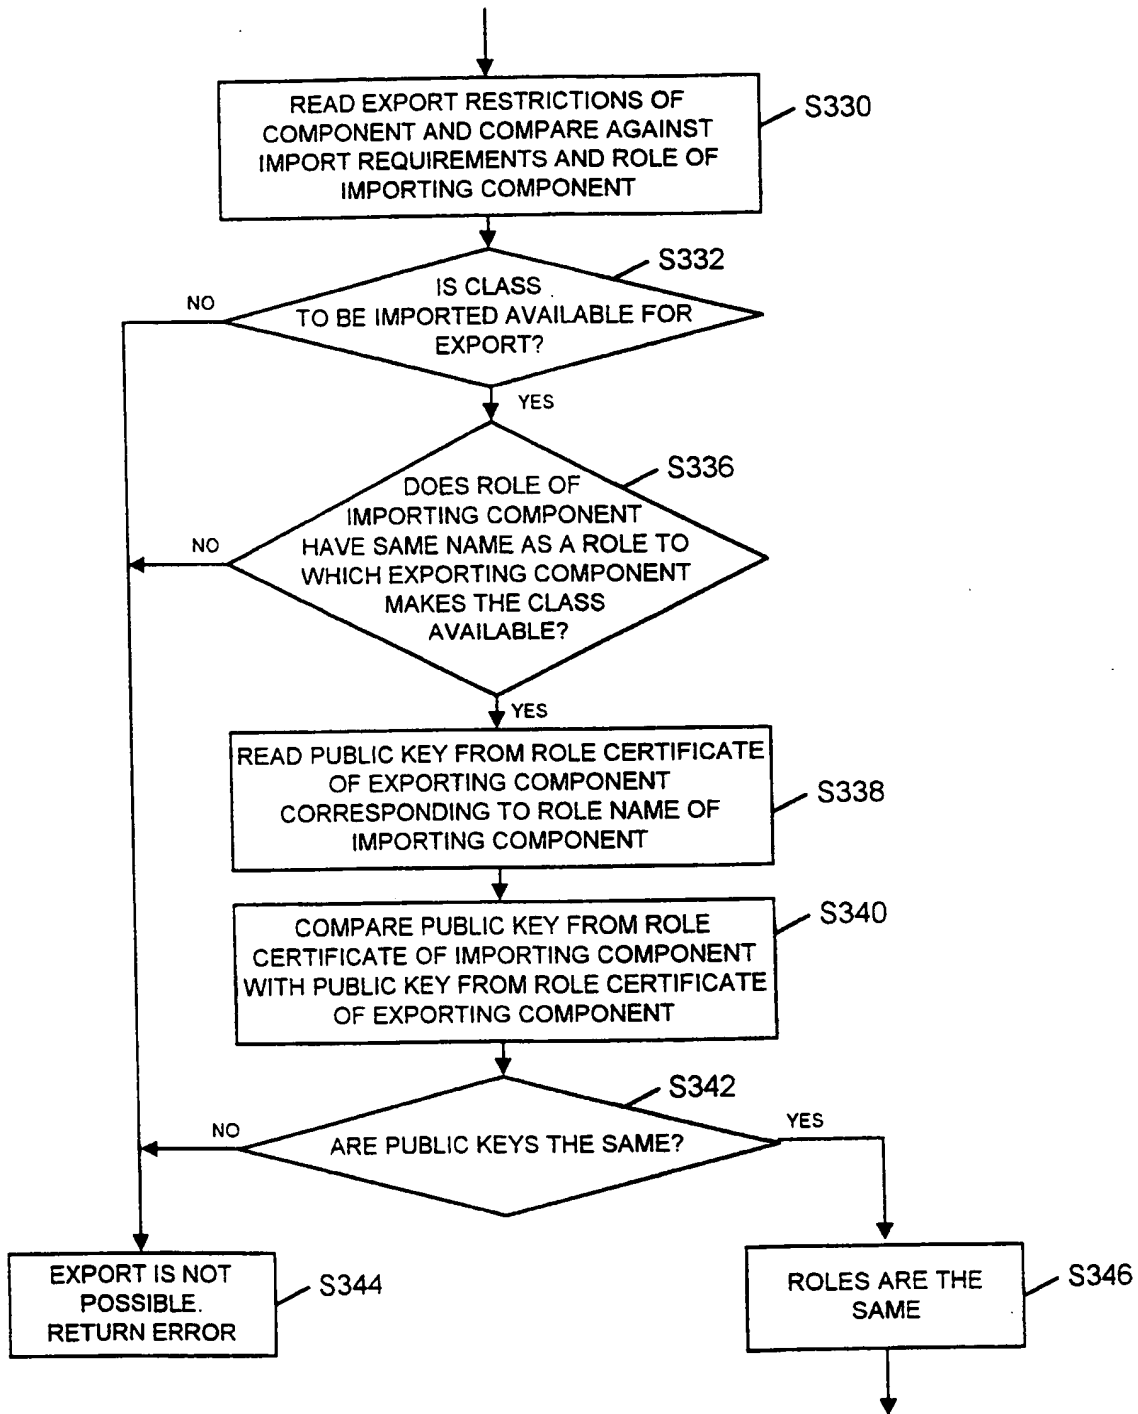 READ EXPORT RESTRICTIONS OF
COMPONENT AND COMPARE AGAINST
IMPORT REQUIREMENTS AND ROLE OF
IMPORTING COMPONENT
S330
S332
IS CLASS
TO BE IMPORTED AVAILABLE FOR
EXPORT?
NO
YES
S336
DOES ROLE OF
IMPORTING COMPONENT
HAVE SAME NAME AS A ROLE TO
WHICH EXPORTING COMPONENT
MAKES THE CLASS
AVAILABLE?
NO
YES
READ PUBLIC KEY FROM ROLE CERTIFICATE
OF EXPORTING COMPONENT
CORRESPONDING TO ROLE NAME OF
IMPORTING COMPONENT
S338
COMPARE PUBLIC KEY FROM ROLE
CERTIFICATE OF IMPORTING COMPONENT
WITH PUBLIC KEY FROM ROLE CERTIFICATE
OF EXPORTING COMPONENT
S340
S342
ARE PUBLIC KEYS THE SAME?
NO
YES
EXPORT IS NOT
POSSIBLE.
RETURN ERROR
S344
ROLES ARE THE
SAME
S346